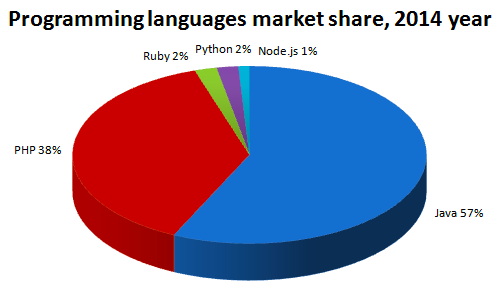 Programming languages market share, 2014 year
Ruby 2%
Python 2%
Node.js 1%
PHP 38%
Java 57%